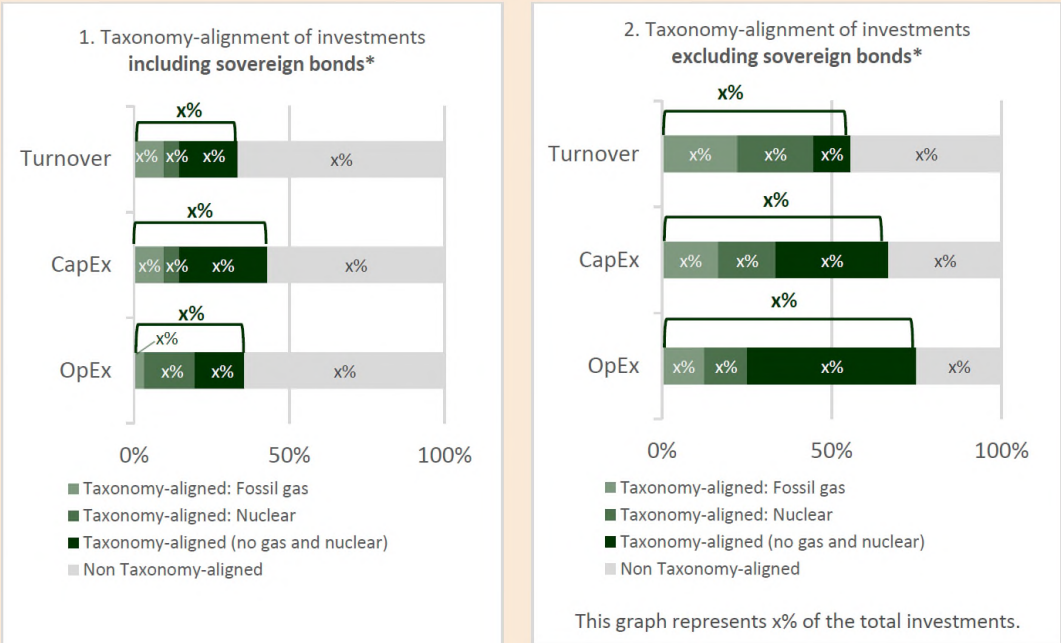 1. Taxonomy-alignment of investments
including sovereign bonds*
x%
Turnover
x% x% x% x%
x%
CapEx
x% x% x% x%
x%
x%
OpEx
x% x% x%
0% 50% 100%
Taxonomy-aligned: Fossil gas
Taxonomy-aligned: Nuclear
Taxonomy-aligned (no gas and nuclear)
Non Taxonomy-aligned
2. Taxonomy-alignment of investments
excluding sovereign bonds*
x%
Turnover
x% x% x% x%
x%
CapEx
x% x% x% x%
x%
OpEx
x% x% x% x%
0% 50% 100%
Taxonomy-aligned: Fossil gas
Taxonomy-aligned: Nuclear
Taxonomy-aligned (no gas and nuclear)
Non Taxonomy-aligned
This graph represents x% of the total investments.